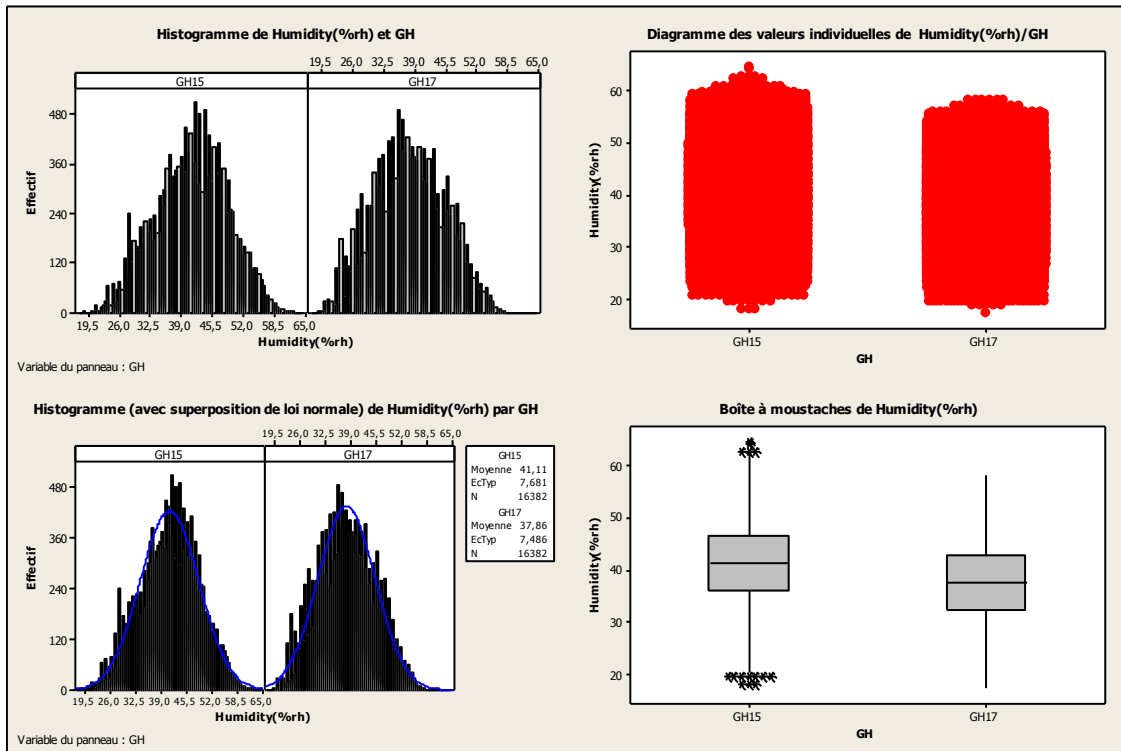 Histogramme de Humidity(%rh) et GH
19,5 26,0 32,5 39,0 45,5 52,0 58,5 65,0
GH15 GH17
480
360
240
120
0
Effectif
19,5 26,0 32,5 39,0 45,5 52,0 58,5 65,0
Humidity(%rh)
Variable du panneau : GH
Diagramme des valeurs individuelles de Humidity(%rh)/GH
60
50
40
30
20
Humidity(%rh)
GH15 GH17
GH
Histogramme (avec superposition de loi normale) de Humidity(%rh) par GH
19,5 26,0 32,5 39,0 45,5 52,0 58,5 65,0
GH15 GH17
480
360
240
120
0
Effectif
19,5 26,0 32,5 39,0 45,5 52,0 58,5 65,0
Humidity(%rh)
Variable du panneau : GH
GH15
Moyenne 41,11
EcTyp 7,681
N 16382
GH17
Moyenne 37,86
EcTyp 7,486
N 16382
Boîte à moustaches de Humidity(%rh)
60
50
40
30
20
Humidity(%rh)
GH15 GH17
GH